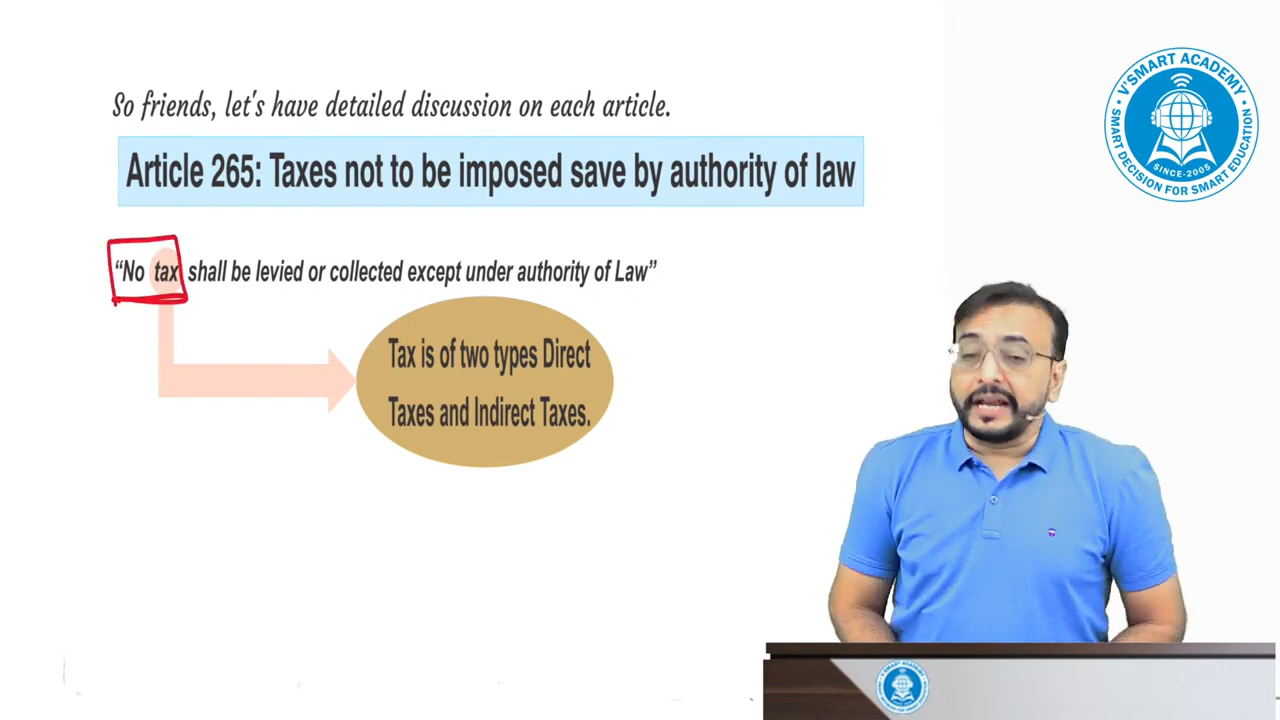 So friends, let's have detailed discussion on each article.
Article 265: Taxes not to be imposed save by authority of law
“No tax shall be levied or collected except under authority of Law”
Tax is of two types Direct
Taxes and Indirect Taxes.
V'SMART ACADEMY
SINCE-2005
SMART DECISION FOR SMART EDUCATION